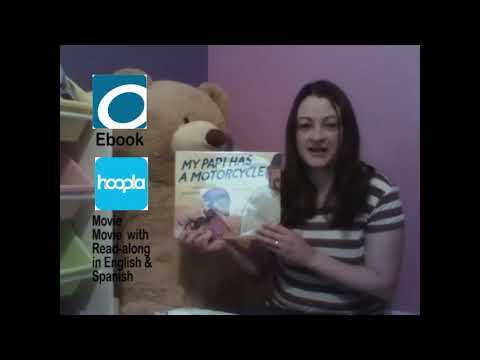 Ebook
hoopla
Movie
Movie with
Read-along
in English &
Spanish
MY PAPI HAS
A MOTORCYCLE